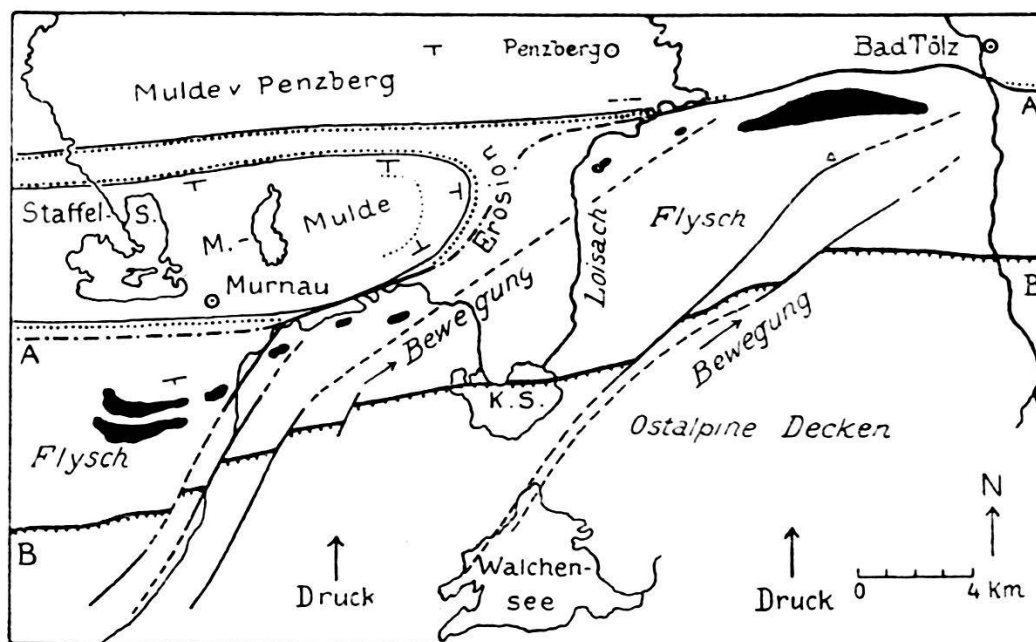 Penzberg
Bad Tölz
Mulde v Penzberg
A
Erosion
Staffel-
S.
M.-
Mulde
Flysch
Loisach
Murnau
B
Bewegung
A
Bewegung
K.S.
Ostalpine Decken
Flysch
N
B
Walchen-
see
Druck
Druck
0 4 Km